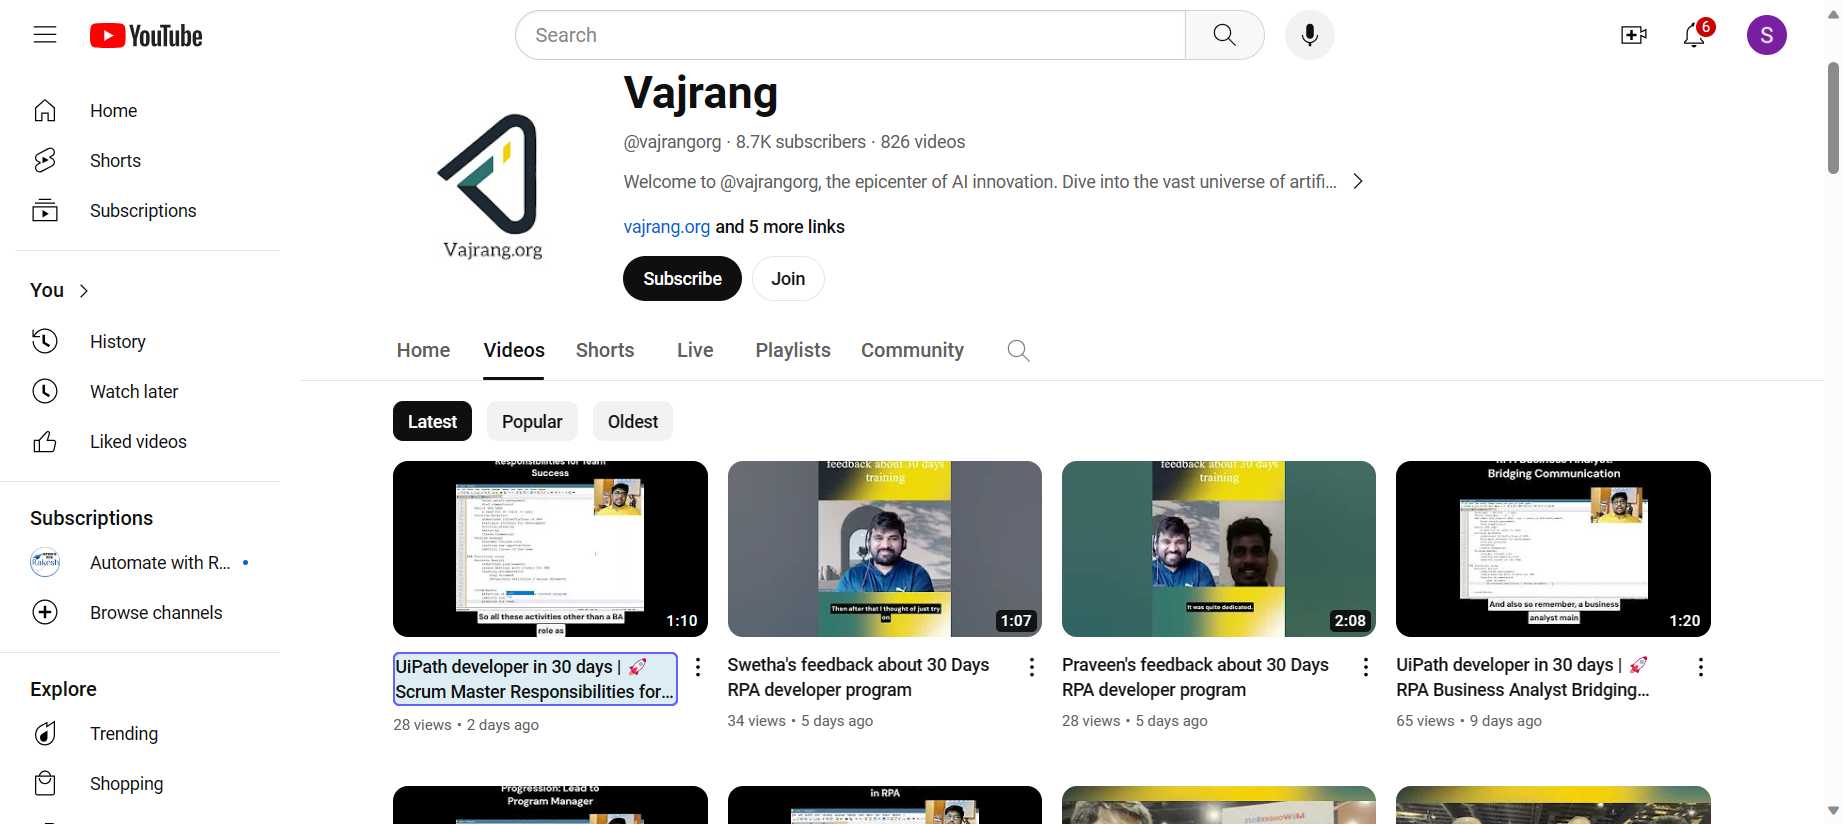 YouTube
Search
6
S
Home
Shorts
Subscriptions
You
History
Watch later
Liked videos
Subscriptions
Automate with R...
Browse channels
Explore
Trending
Shopping
Vajrang.org
Vajrang
@vajrangorg · 8.7K subscribers · 826 videos
Welcome to @vajrangorg, the epicenter of AI innovation. Dive into the vast universe of artifi...
vajrang.org and 5 more links
Subscribe
Join
Home
Videos
Shorts
Live
Playlists
Community
Latest
Popular
Oldest
Responsibilities for Team
Success
So all these activities other than a BA
role as
1:10
UiPath developer in 30 days | 🚀
Scrum Master Responsibilities for...
28 views • 2 days ago
feedback about 30 days
training
Then after that I thought of just try
on
1:07
Swetha's feedback about 30 Days
RPA developer program
34 views • 5 days ago
feedback about 30 days
training
It was quite dedicated.
2:08
Praveen's feedback about 30 Days
RPA developer program
28 views • 5 days ago
RPA Business Analyst:
Bridging Communication
And also so remember, a business
analyst main
1:20
UiPath developer in 30 days | 🚀
RPA Business Analyst Bridging...
65 views • 9 days ago
Progression: Lead to
Program Manager
in RPA